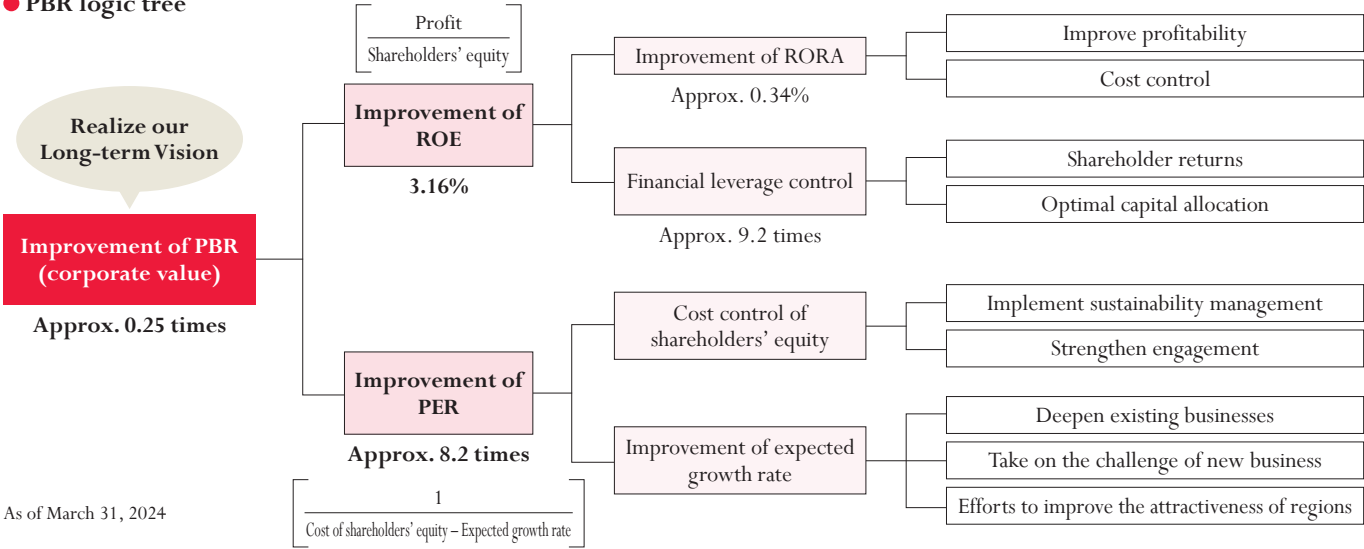 ● PBR logic tree
Realize our
Long-term Vision
Improvement of PBR
(corporate value)
Approx. 0.25 times
Profit
Shareholders' equity
Improvement of
ROE
3.16%
Improvement of
PER
Approx. 8.2 times
1
Cost of shareholders' equity – Expected growth rate
Improvement of RORA
Approx. 0.34%
Financial leverage control
Approx. 9.2 times
Cost control of
shareholders' equity
Improvement of expected
growth rate
Improve profitability
Cost control
Shareholder returns
Optimal capital allocation
Implement sustainability management
Strengthen engagement
Deepen existing businesses
Take on the challenge of new business
Efforts to improve the attractiveness of regions
As of March 31, 2024